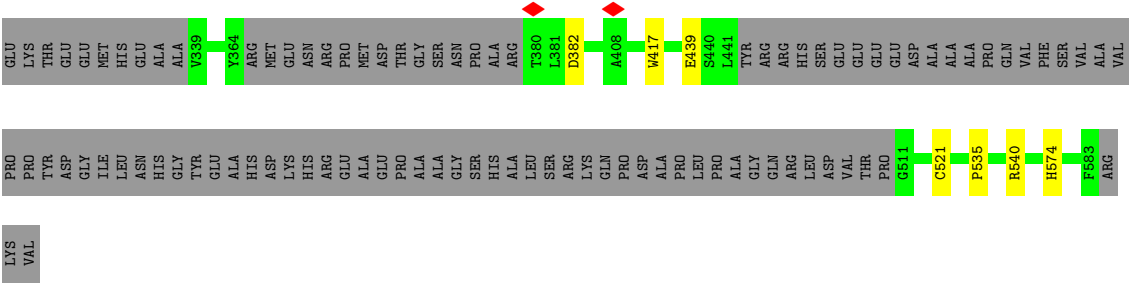 GLU LYS THR GLU GLU MET HIS GLU ALA ALA V339 Y364 ARG MET GLU ASN ARG PRO MET ASP THR GLY SER ASN PRO ALA ARG T380 L381 D382 A408 W417 E439 S440 L441 TYR ARG ARG HIS SER GLU GLU GLU GLU ASP ALA ALA ALA PRO GLN VAL PHE SER VAL ALA VAL
PRO PRO TYR ASP GLY ILE LEU ASN HIS GLY TYR GLU ALA HIS ASP LYS HIS ARG GLU ALA GLU PRO ALA ALA GLY SER HIS ALA LEU SER ARG LYS GLN PRO ASP ALA PRO LEU PRO ALA GLY GLN ARG LEU ASP VAL THR PRO G511 C521 P535 R540 H574 F583 ARG
LYS VAL